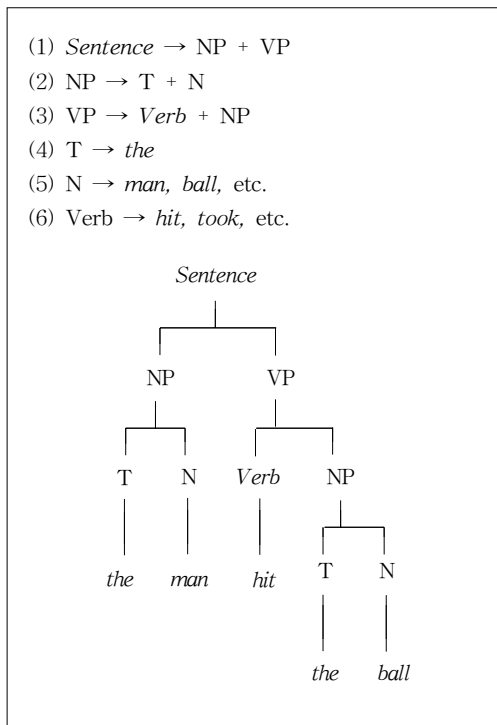 (1) Sentence → NP + VP
(2) NP → T + N
(3) VP → Verb + NP
(4) T → the
(5) N → man, ball, etc.
(6) Verb → hit, took, etc.
Sentence
NP VP
T N Verb NP
the man hit T N
the ball